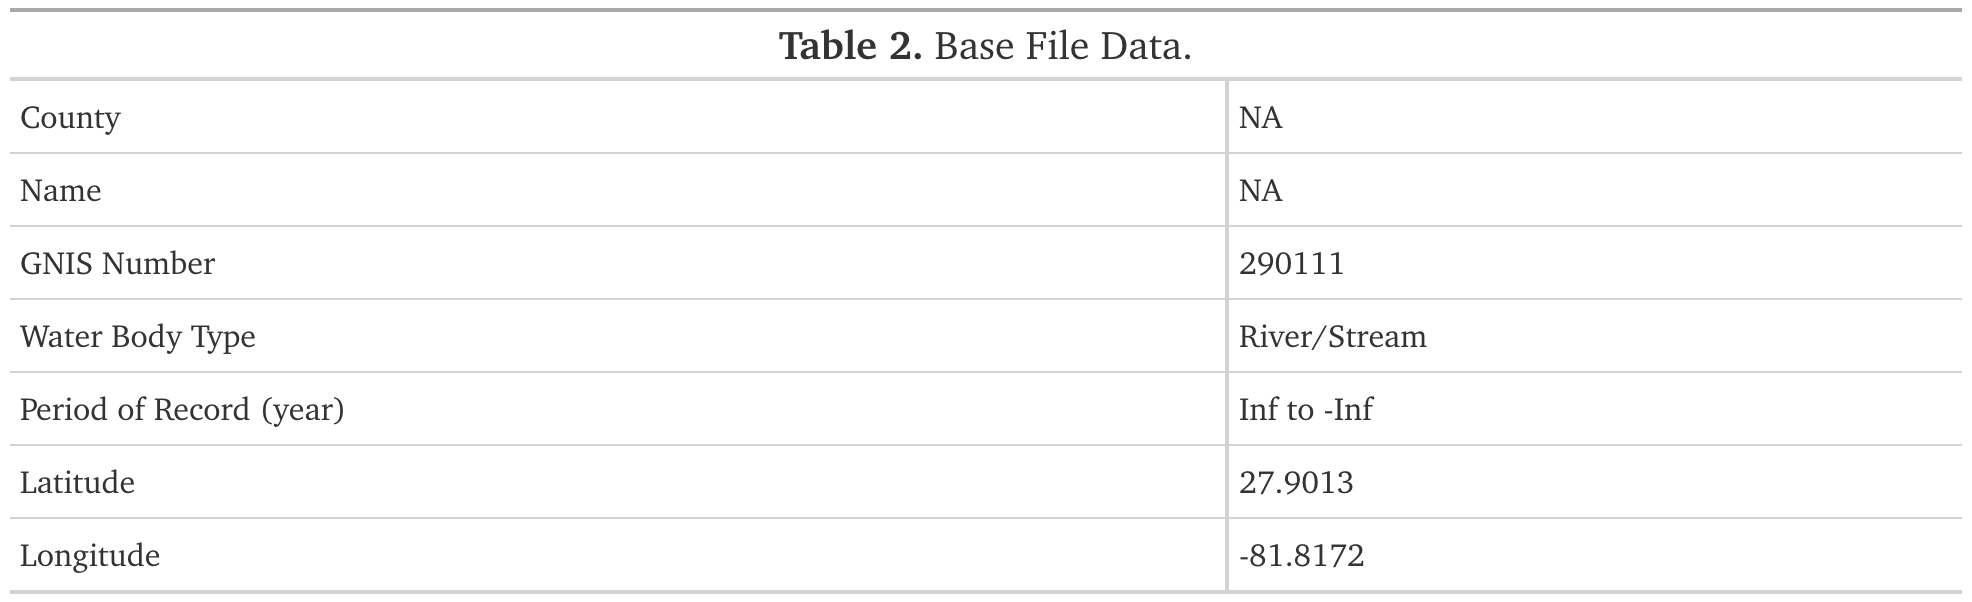 Table 2. Base File Data.
County NA
Name NA
GNIS Number 290111
Water Body Type River/Stream
Period of Record (year) Inf to -Inf
Latitude 27.9013
Longitude -81.8172